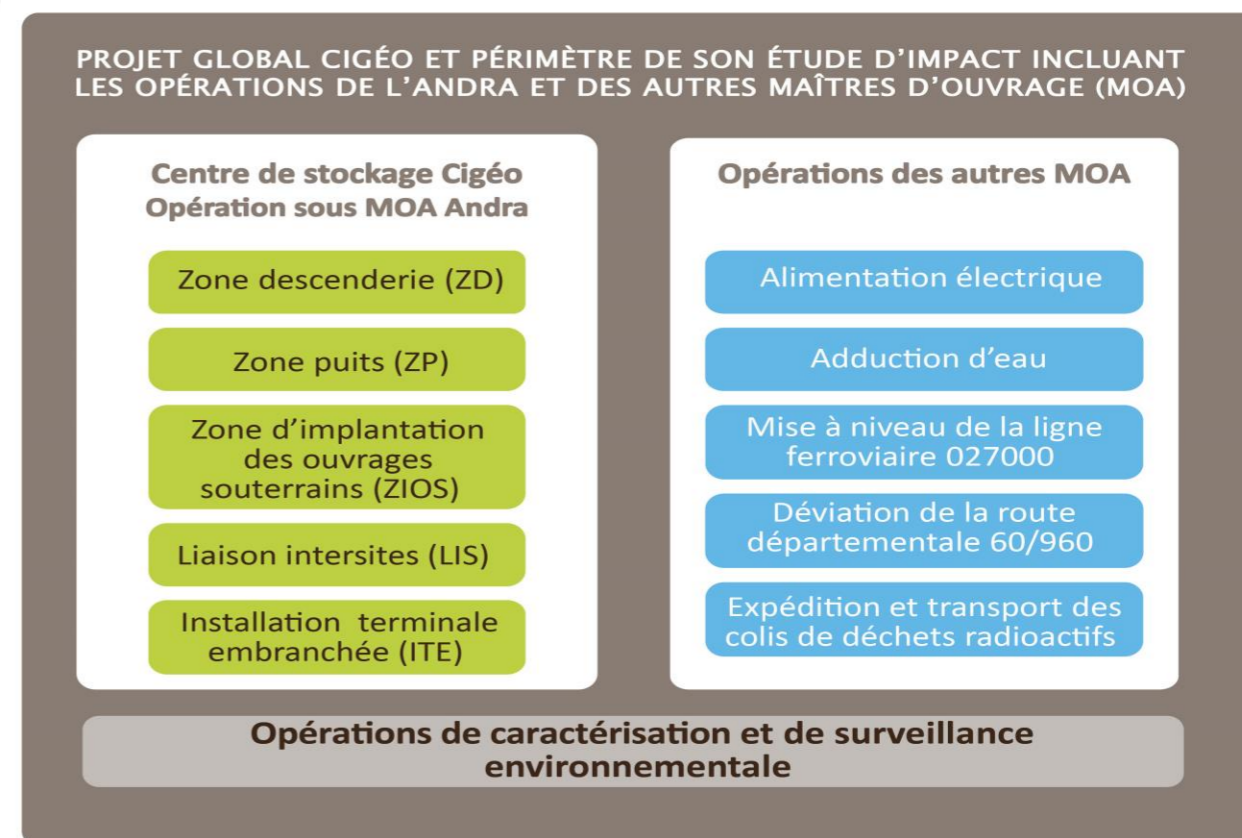 PROJET GLOBAL CIGÉO ET PÉRIMÈTRE DE SON ÉTUDE D’IMPACT INCLUANT
LES OPÉRATIONS DE L’ANDRA ET DES AUTRES MAÎTRES D’OUVRAGE (MOA)
Centre de stockage Cigéo
Opération sous MOA Andra
Zone descenderie (ZD)
Zone puits (ZP)
Zone d’implantation
des ouvrages
souterrains (ZIOS)
Liaison intersites (LIS)
Installation terminale
embranchée (ITE)
Opérations des autres MOA
Alimentation électrique
Adduction d’eau
Mise à niveau de la ligne
ferroviaire 027000
Déviation de la route
départementale 60/960
Expédition et transport des
colis de déchets radioactifs
Opérations de caractérisation et de surveillance
environnementale